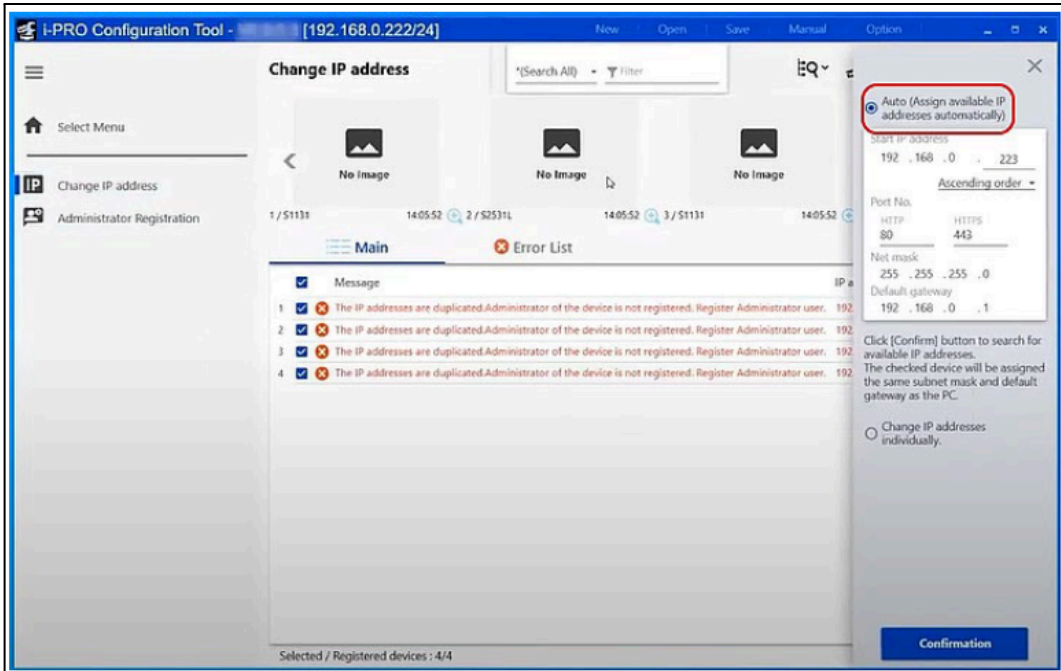 i-PRO Configuration Tool - [192.168.0.222/24] New Open Save Manual Option
Change IP address
*(Search All) Filter
Select Menu
Change IP address
Administrator Registration
No Image No Image No Image
1 / S1131 14:05:52 2 / S2531L 14:05:52 3 / S1131 14:05:52
Main Error List
Message IP a
1 The IP addresses are duplicated.Administrator of the device is not registered. Register Administrator user. 192
2 The IP addresses are duplicated.Administrator of the device is not registered. Register Administrator user. 192
3 The IP addresses are duplicated.Administrator of the device is not registered. Register Administrator user. 192
4 The IP addresses are duplicated.Administrator of the device is not registered. Register Administrator user. 192
Selected / Registered devices : 4/4
Auto (Assign available IP
addresses automatically)
Start IP address
192 . 168 . 0 . 223
Ascending order
Port No.
HTTP HTTPS
80 443
Net mask
255 . 255 . 255 . 0
Default gateway
192 . 168 . 0 . 1
Click [Confirm] button to search for
available IP addresses.
The checked device will be assigned
the same subnet mask and default
gateway as the PC.
Change IP addresses
individually.
Confirmation